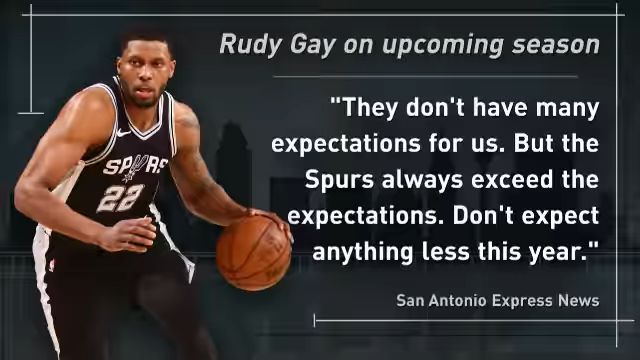 Rudy Gay on upcoming season
"They don't have many
expectations for us. But the
Spurs always exceed the
expectations. Don't expect
anything less this year."
San Antonio Express News
SPURS
22